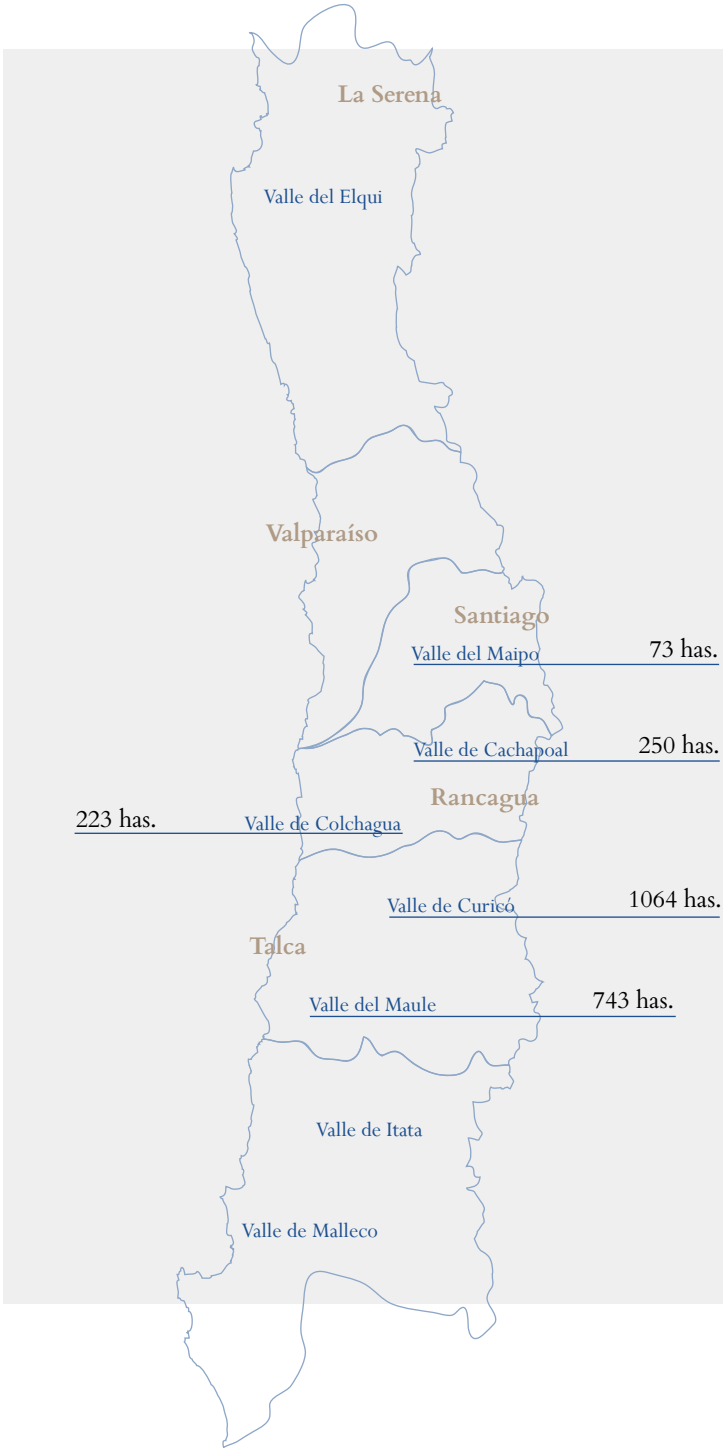 La Serena
Valle del Elqui
Valparaíso
Santiago
Valle del Maipo 73 has.
Valle de Cachapoal 250 has.
Rancagua
223 has. Valle de Colchagua
Valle de Curicó 1064 has.
Talca
Valle del Maule 743 has.
Valle de Itata
Valle de Malleco